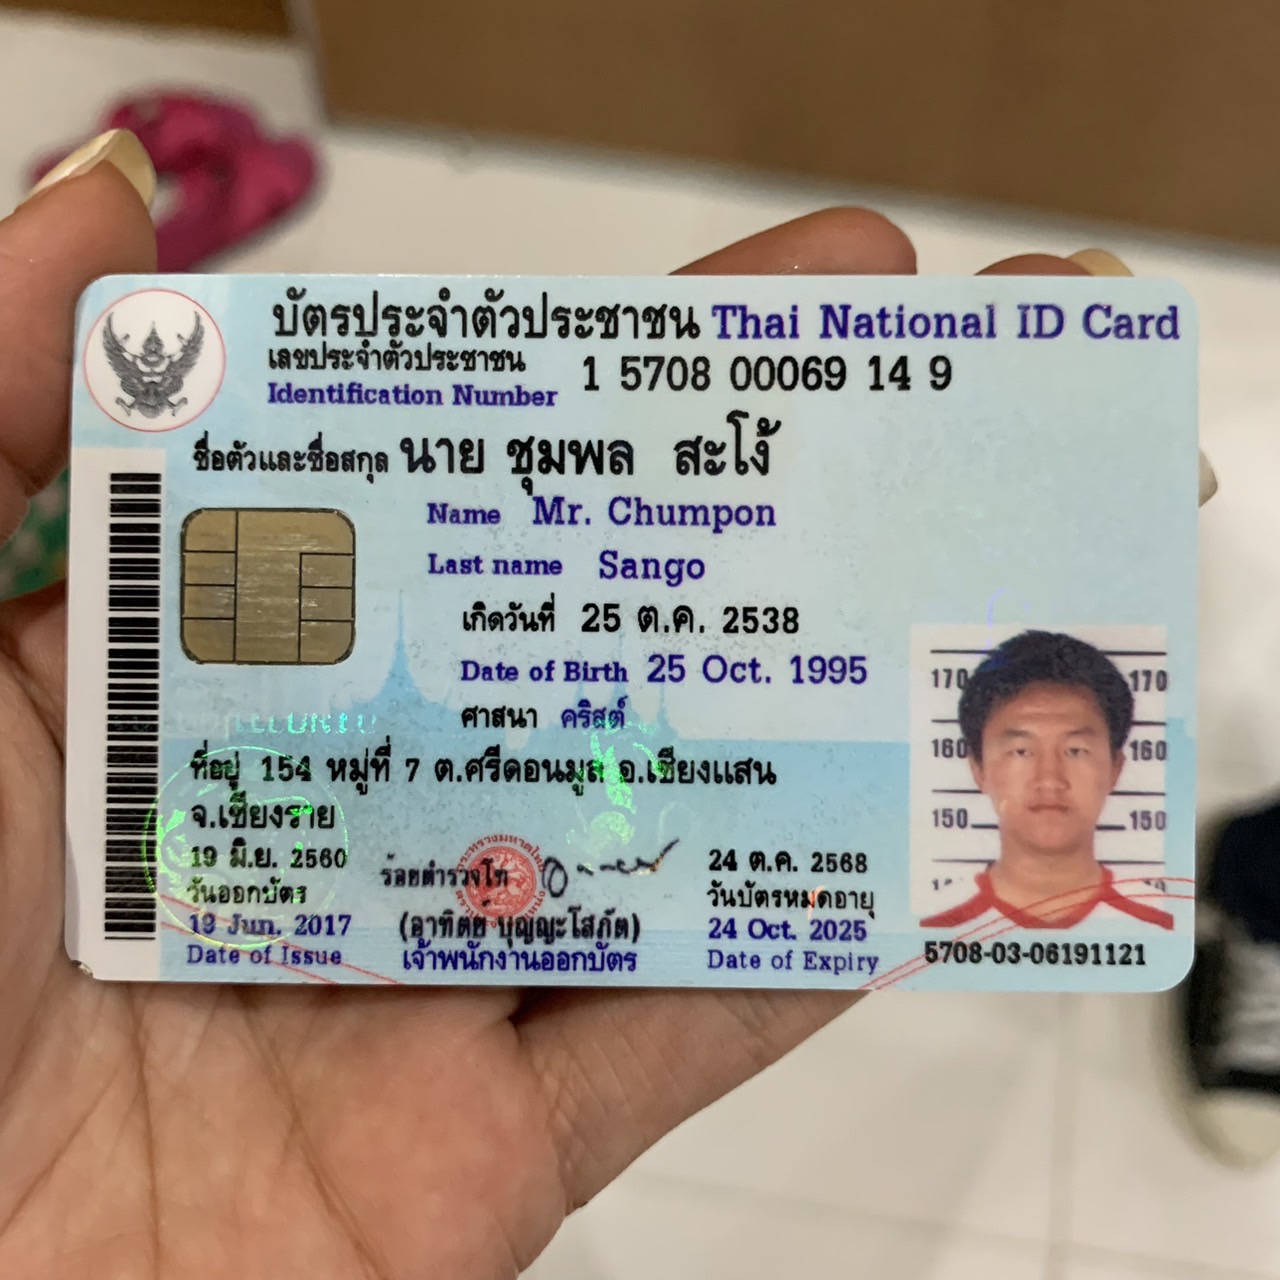 บัตรประจำตัวประชาชน Thai National ID Card
เลขประจำตัวประชาชน
Identification Number 1 5708 00069 14 9
ชื่อตัวและชื่อสกุล นาย ชุมพล สะโง้
Name Mr. Chumpon
Last name Sango
เกิดวันที่ 25 ต.ค. 2538
Date of Birth 25 Oct. 1995
ศาสนา คริสต์
ที่อยู่ 154 หมู่ที่ 7 ต.ศรีดอนมูล อ.เชียงแสน
จ.เชียงราย
19 มิ.ย. 2560
วันออกบัตร
19 Jun. 2017
Date of Issue
ร้อยตำรวจโท
(อาทิตย์ บุญญะโสภัต)
เจ้าพนักงานออกบัตร
24 ต.ค. 2568
วันบัตรหมดอายุ
24 Oct. 2025
Date of Expiry
170 170
160 160
150 150
5708-03-06191121